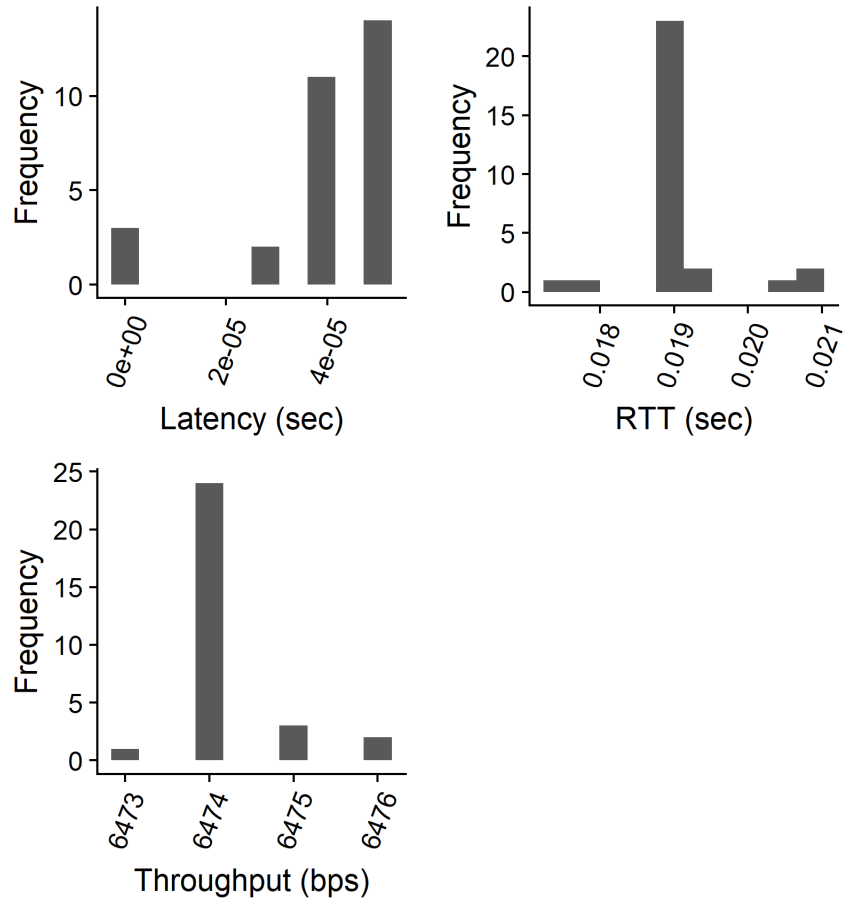 Frequency
10
5
0
0e+00
2e-05
4e-05
Latency (sec)
Frequency
20
15
10
5
0
0.018
0.019
0.020
0.021
RTT (sec)
Frequency
25
20
15
10
5
0
6473
6474
6475
6476
Throughput (bps)